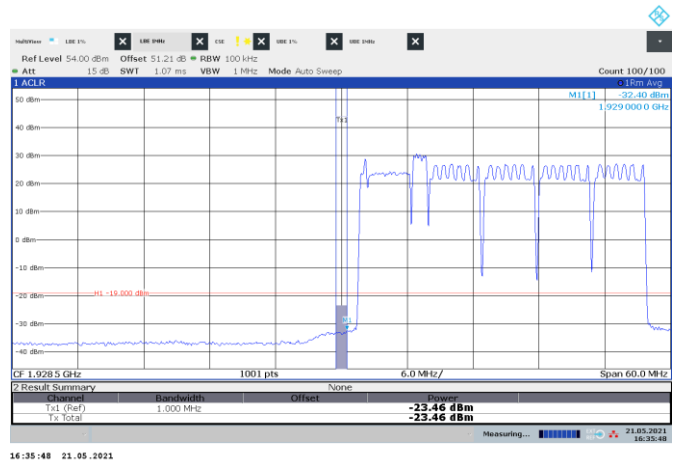 MultiView LBE 1% X LBE 1MHz X CSE ! X UBE 1% X UBE 1MHz X
Ref Level 54.00 dBm Offset 51.21 dB RBW 100 kHz
Att 15 dB SWT 1.07 ms VBW 1 MHz Mode Auto Sweep Count 100/100
1 ACLR 1Rm Avg
M1[1] -32.40 dBm
1.929 000 0 GHz
50 dBm
Tx1
40 dBm
30 dBm
20 dBm
10 dBm
0 dBm
-10 dBm
-20 dBm H1 -19.000 dBm
M1
-30 dBm
-40 dBm
CF 1.9285 GHz 1001 pts 6.0 MHz/ Span 60.0 MHz
2 Result Summary None
Channel Bandwidth Offset Power
Tx1 (Ref) 1.000 MHz -23.46 dBm
Tx Total -23.46 dBm
Measuring... 21.05.2021
16:35:48
16:35:48 21.05.2021